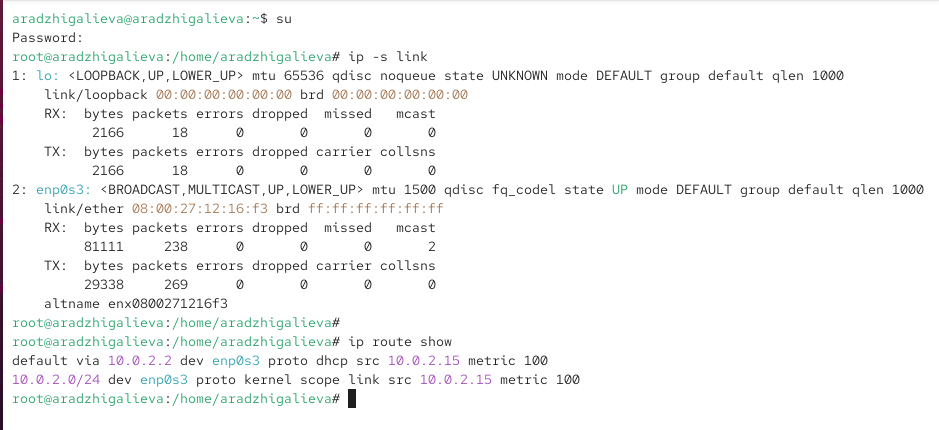 aradzhigalieva@aradzhigalieva:~$ su
Password:
root@aradzhigalieva:/home/aradzhigalieva# ip -s link
1: lo: <LOOPBACK,UP,LOWER_UP> mtu 65536 qdisc noqueue state UNKNOWN mode DEFAULT group default qlen 1000
    link/loopback 00:00:00:00:00:00 brd 00:00:00:00:00:00
    RX:  bytes packets errors dropped  missed   mcast
          2166      18      0       0       0       0
    TX:  bytes packets errors dropped carrier collsns
          2166      18      0       0       0       0
2: enp0s3: <BROADCAST,MULTICAST,UP,LOWER_UP> mtu 1500 qdisc fq_codel state UP mode DEFAULT group default qlen 1000
    link/ether 08:00:27:12:16:f3 brd ff:ff:ff:ff:ff:ff
    RX:  bytes packets errors dropped  missed   mcast
         81111     238      0       0       0       2
    TX:  bytes packets errors dropped carrier collsns
         29338     269      0       0       0       0
    altname enx0800271216f3
root@aradzhigalieva:/home/aradzhigalieva#
root@aradzhigalieva:/home/aradzhigalieva# ip route show
default via 10.0.2.2 dev enp0s3 proto dhcp src 10.0.2.15 metric 100
10.0.2.0/24 dev enp0s3 proto kernel scope link src 10.0.2.15 metric 100
root@aradzhigalieva:/home/aradzhigalieva#